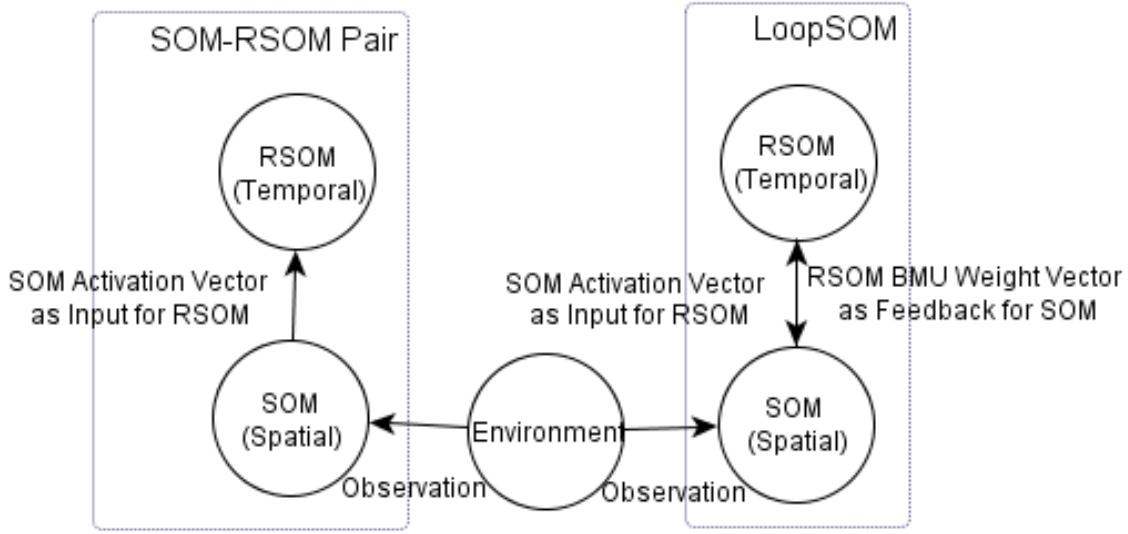 SOM-RSOM Pair
LoopSOM
RSOM
(Temporal)
RSOM
(Temporal)
SOM Activation Vector
as Input for RSOM
SOM Activation Vector
as Input for RSOM
RSOM BMU Weight Vector
as Feedback for SOM
SOM
(Spatial)
Environment
SOM
(Spatial)
Observation
Observation